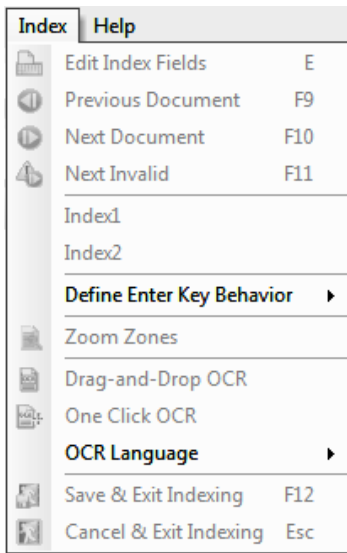 Index Help
Edit Index Fields E
Previous Document F9
Next Document F10
Next Invalid F11
Index1
Index2
Define Enter Key Behavior
Zoom Zones
Drag-and-Drop OCR
One Click OCR
OCR Language
Save & Exit Indexing F12
Cancel & Exit Indexing Esc